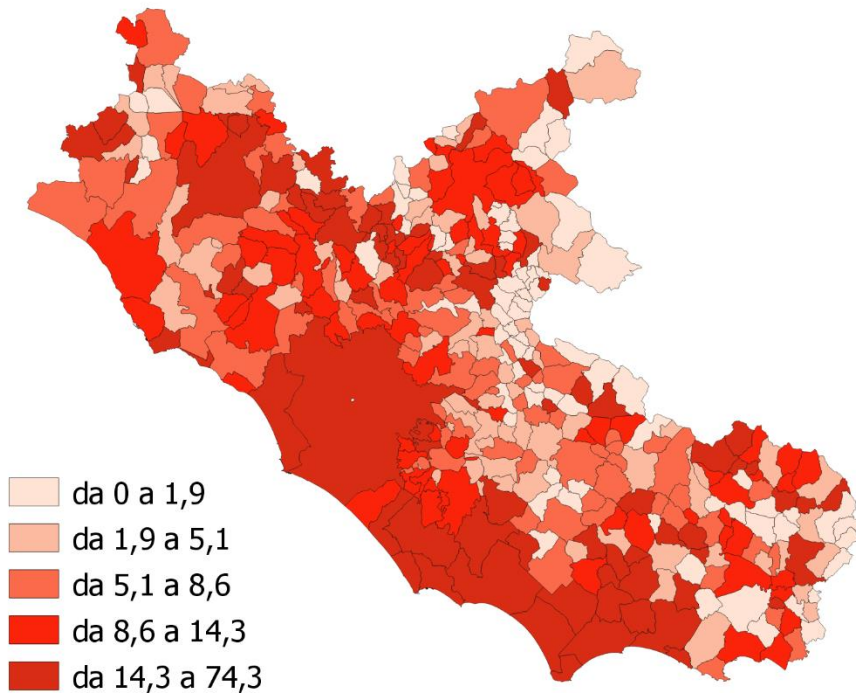 da 0 a 1,9
da 1,9 a 5,1
da 5,1 a 8,6
da 8,6 a 14,3
da 14,3 a 74,3